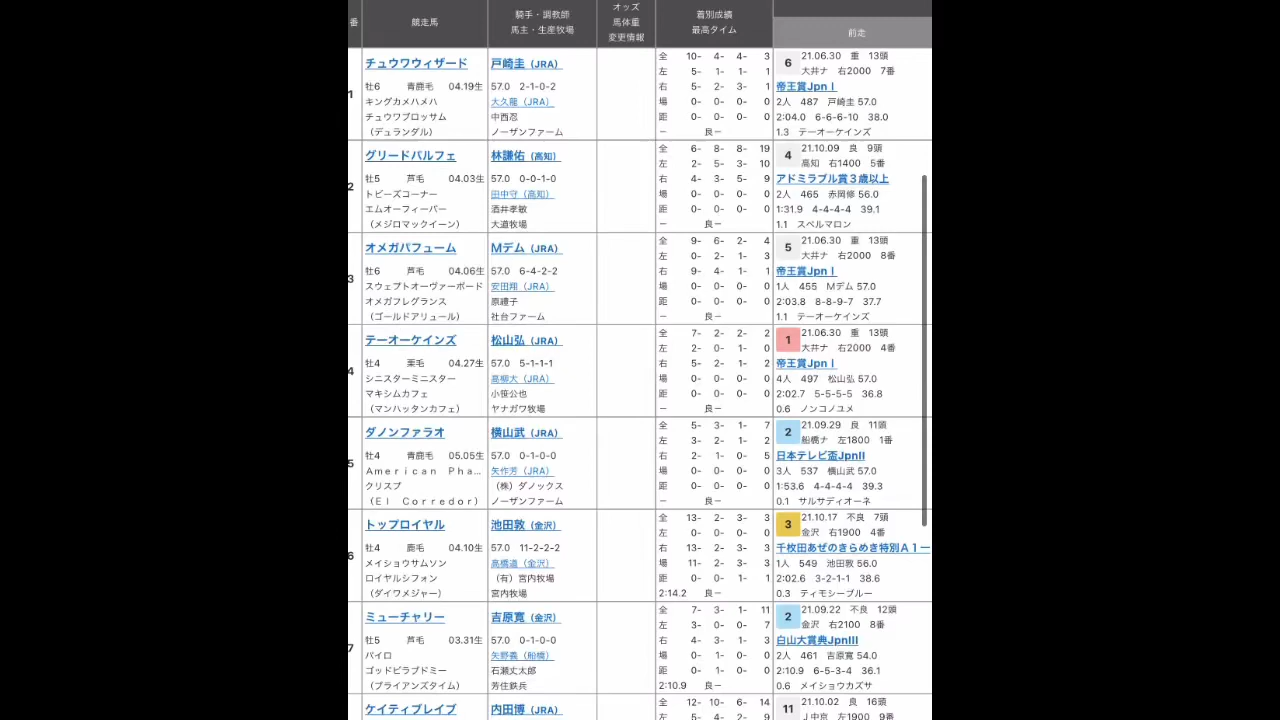 番
競走馬
騎手・調教師
馬主・生産牧場
オッズ
馬体重
変更情報
着別成績
最高タイム
前走
1
チュウワウィザード
牡6 青鹿毛 04.19生
キングカメハメハ
チュウワブロッサム
（デュランダル）
戸崎圭（JRA）
57.0 2-1-0-2
大久龍（JRA）
中西忍
ノーザンファーム
全 10- 4- 4- 3
左 5- 1- 1- 1
右 5- 2- 3- 1
場 0- 0- 0- 0
距 0- 0- 0- 0
ー 良ー
6 21.06.30 重 13頭
大井ナ 右2000 7番
帝王賞JpnⅠ
2人 487 戸崎圭 57.0
2:04.0 6-6-6-10 38.0
1.3 テーオーケインズ
2
グリードパルフェ
牡5 芦毛 04.03生
トビーズコーナー
エムオーフィーバー
（メジロマックイーン）
林謙佑（高知）
57.0 0-0-1-0
田中守（高知）
酒井孝敏
大道牧場
全 6- 8- 8- 19
左 2- 5- 3- 10
右 4- 3- 5- 9
場 0- 0- 0- 0
距 0- 0- 0- 0
ー 良ー
4 21.10.09 良 9頭
高知 右1400 5番
アドミラブル賞３歳以上
2人 465 赤岡修 56.0
1:31.9 4-4-4-4 39.1
1.1 スペルマロン
3
オメガパフューム
牡6 芦毛 04.06生
スウェプトオーヴァーボード
オメガフレグランス
（ゴールドアリュール）
Mデム（JRA）
57.0 6-4-2-2
安田翔（JRA）
原禮子
社台ファーム
全 9- 6- 2- 4
左 0- 2- 1- 3
右 9- 4- 1- 1
場 0- 0- 0- 0
距 0- 0- 0- 0
ー 良ー
5 21.06.30 重 13頭
大井ナ 右2000 8番
帝王賞JpnⅠ
1人 455 Mデム 57.0
2:03.8 8-8-9-7 37.7
1.1 テーオーケインズ
4
テーオーケインズ
牡4 栗毛 04.27生
シニスターミニスター
マキシムカフェ
（マンハッタンカフェ）
松山弘（JRA）
57.0 5-1-1-1
高柳大（JRA）
小笹公也
ヤナガワ牧場
全 7- 2- 2- 2
左 2- 0- 1- 0
右 5- 2- 1- 2
場 0- 0- 0- 0
距 0- 0- 0- 0
ー 良ー
1 21.06.30 重 13頭
大井ナ 右2000 4番
帝王賞JpnⅠ
4人 497 松山弘 57.0
2:02.7 5-5-5-5 36.8
0.6 ノンコノユメ
5
ダノンファラオ
牡4 青鹿毛 05.05生
Ａｍｅｒｉｃａｎ Ｐｈａ...
クリスプ
（Ｅｌ Ｃｏｒｒｅｄｏｒ）
横山武（JRA）
57.0 0-1-0-0
矢作芳（JRA）
（株）ダノックス
ノーザンファーム
全 5- 3- 1- 7
左 3- 2- 1- 2
右 2- 1- 0- 5
場 0- 0- 0- 0
距 0- 0- 0- 0
ー 良ー
2 21.09.29 良 11頭
船橋ナ 左1800 1番
日本テレビ盃JpnII
3人 537 横山武 57.0
1:53.6 4-4-4-4 39.3
0.1 サルサディオーネ
6
トップロイヤル
牡4 鹿毛 04.10生
メイショウサムソン
ロイヤルシフォン
（ダイワメジャー）
池田敦（金沢）
57.0 11-2-2-2
高橋道（金沢）
（有）宮内牧場
宮内牧場
全 13- 2- 3- 3
左 0- 0- 0- 0
右 13- 2- 3- 3
場 11- 2- 3- 3
距 0- 0- 1- 1
2:14.2 良ー
3 21.10.17 不良 7頭
金沢 右1900 4番
千枚田あぜのきらめき特別Ａ１ー
1人 549 池田敦 56.0
2:02.6 3-2-1-1 38.6
0.3 ティモシーブルー
7
ミューチャリー
牡5 芦毛 03.31生
パイロ
ゴッドビラブドミー
（ブライアンズタイム）
吉原寛（金沢）
57.0 0-1-0-0
矢野義（船橋）
石瀬丈太郎
芳住鉄兵
全 7- 3- 1- 11
左 3- 0- 0- 7
右 4- 3- 1- 3
場 0- 1- 0- 0
距 0- 1- 0- 0
2:10.9 良ー
2 21.09.22 不良 12頭
金沢 右2100 8番
白山大賞典JpnIII
2人 461 吉原寛 54.0
2:10.9 6-5-3-4 36.1
0.6 メイショウカズサ
ケイティブレイブ
内田博（JRA）
全 12- 10- 6- 14
左 5- 4- 2- 9
11 21.10.02 良 16頭
Ｊ中京 左1900 9番